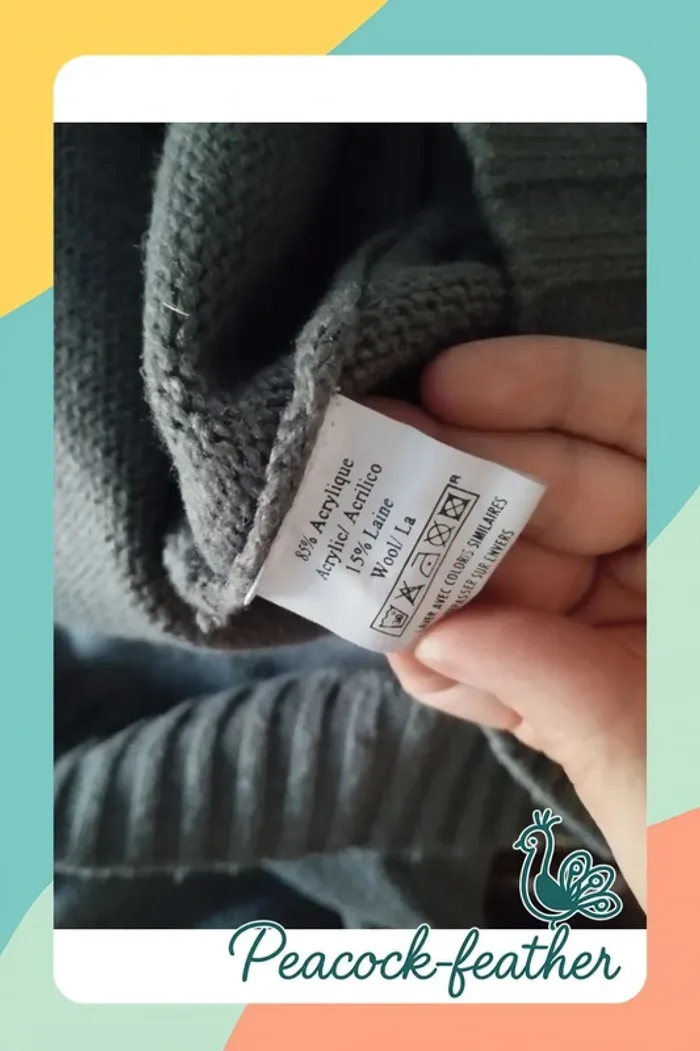 85% Acrylique
Acrylic/ Acrilico
15% Laine
Wool/ La
R
AVEC COLORIS SIMILAIRES
SUR ENVERS
Peacock-feather